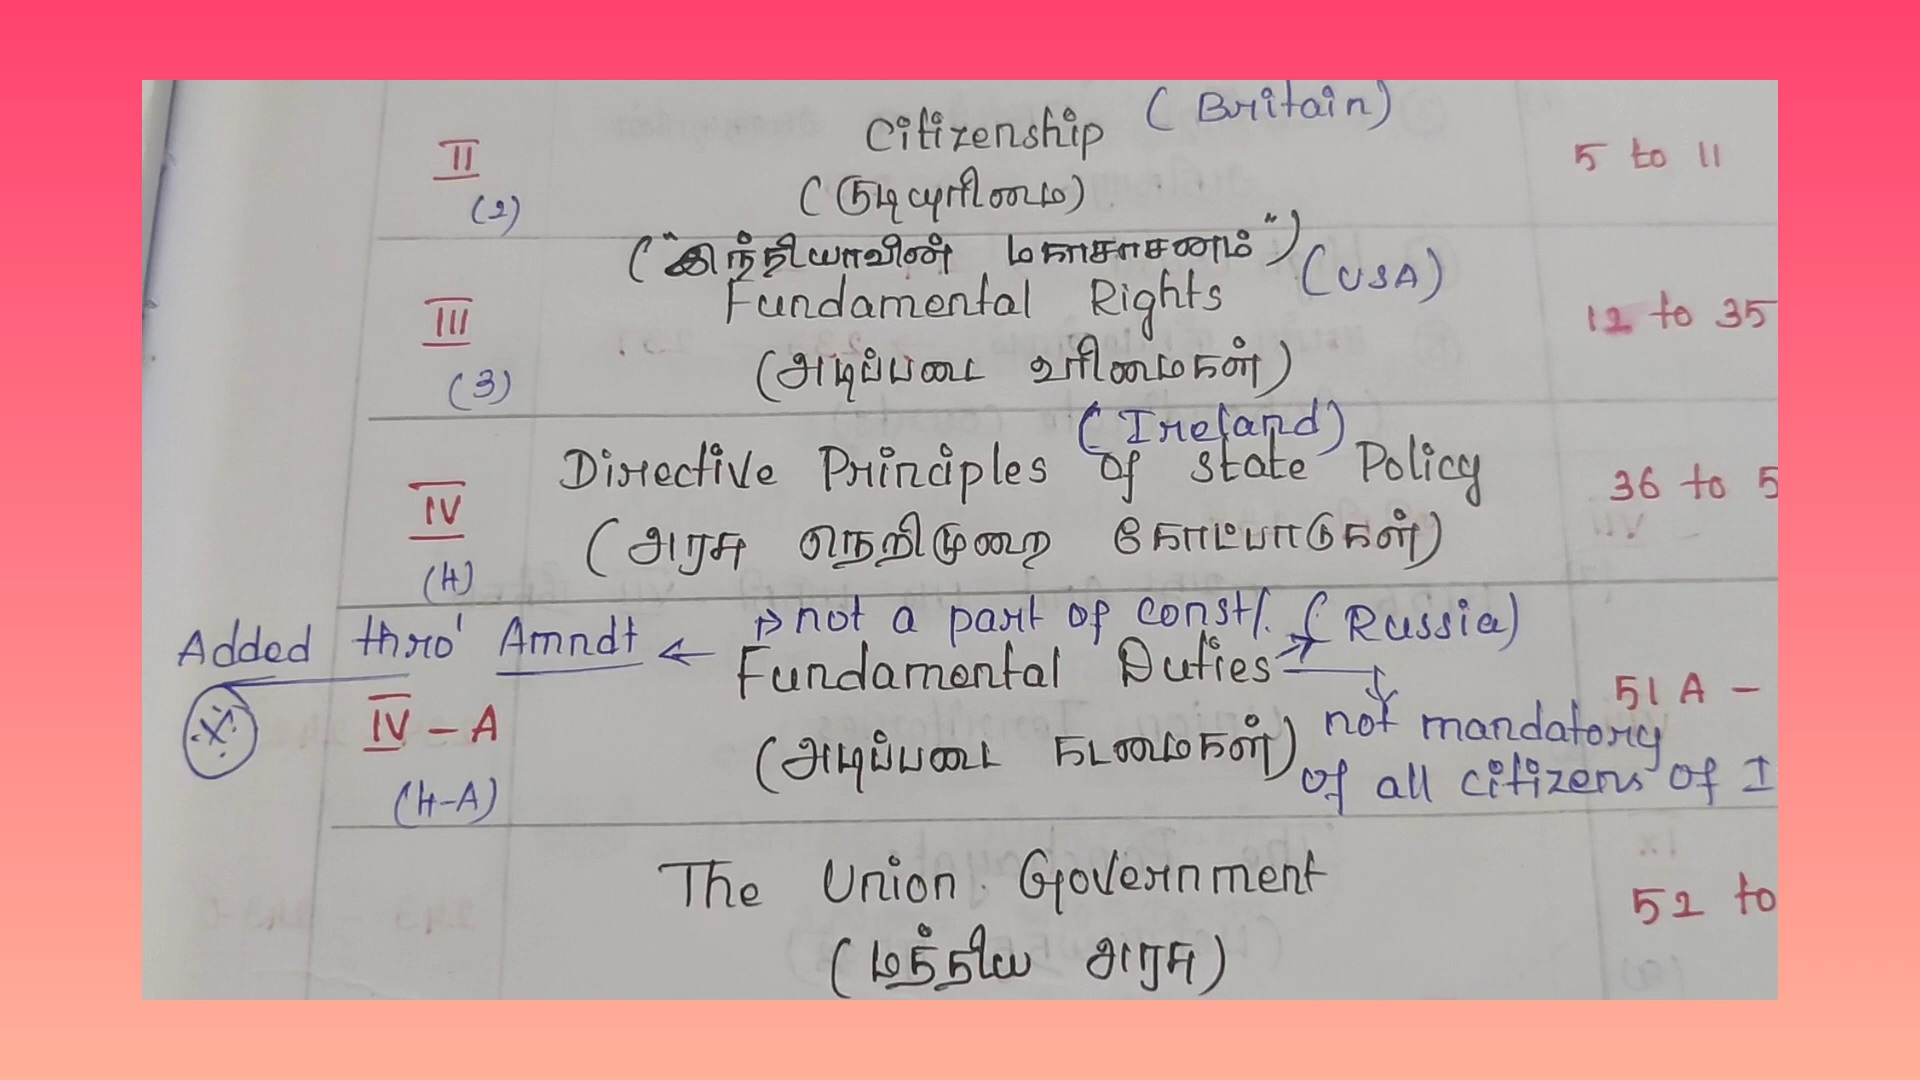 Citizenship (Britain)
II 5 to 11
(குடியுரிமை)
(2)
("இந்தியாவின் மகாசாசனம்")
Fundamental Rights (USA)
III 12 to 35
(அடிப்படை உரிமைகள்)
(3)
(Ireland)
Directive Principles of State Policy
IV 36 to 5
(அரசு நெறிமுறை கோட்பாடுகள்)
(4)
not a part of const/. (Russia)
Added thro' Amndt ← Fundamental Duties
IV - A 51 A -
not mandatory
(அடிப்படை கடமைகள்)
of all citizens of I
(4-A)
The Union Government
52 to
(மத்திய அரசு)